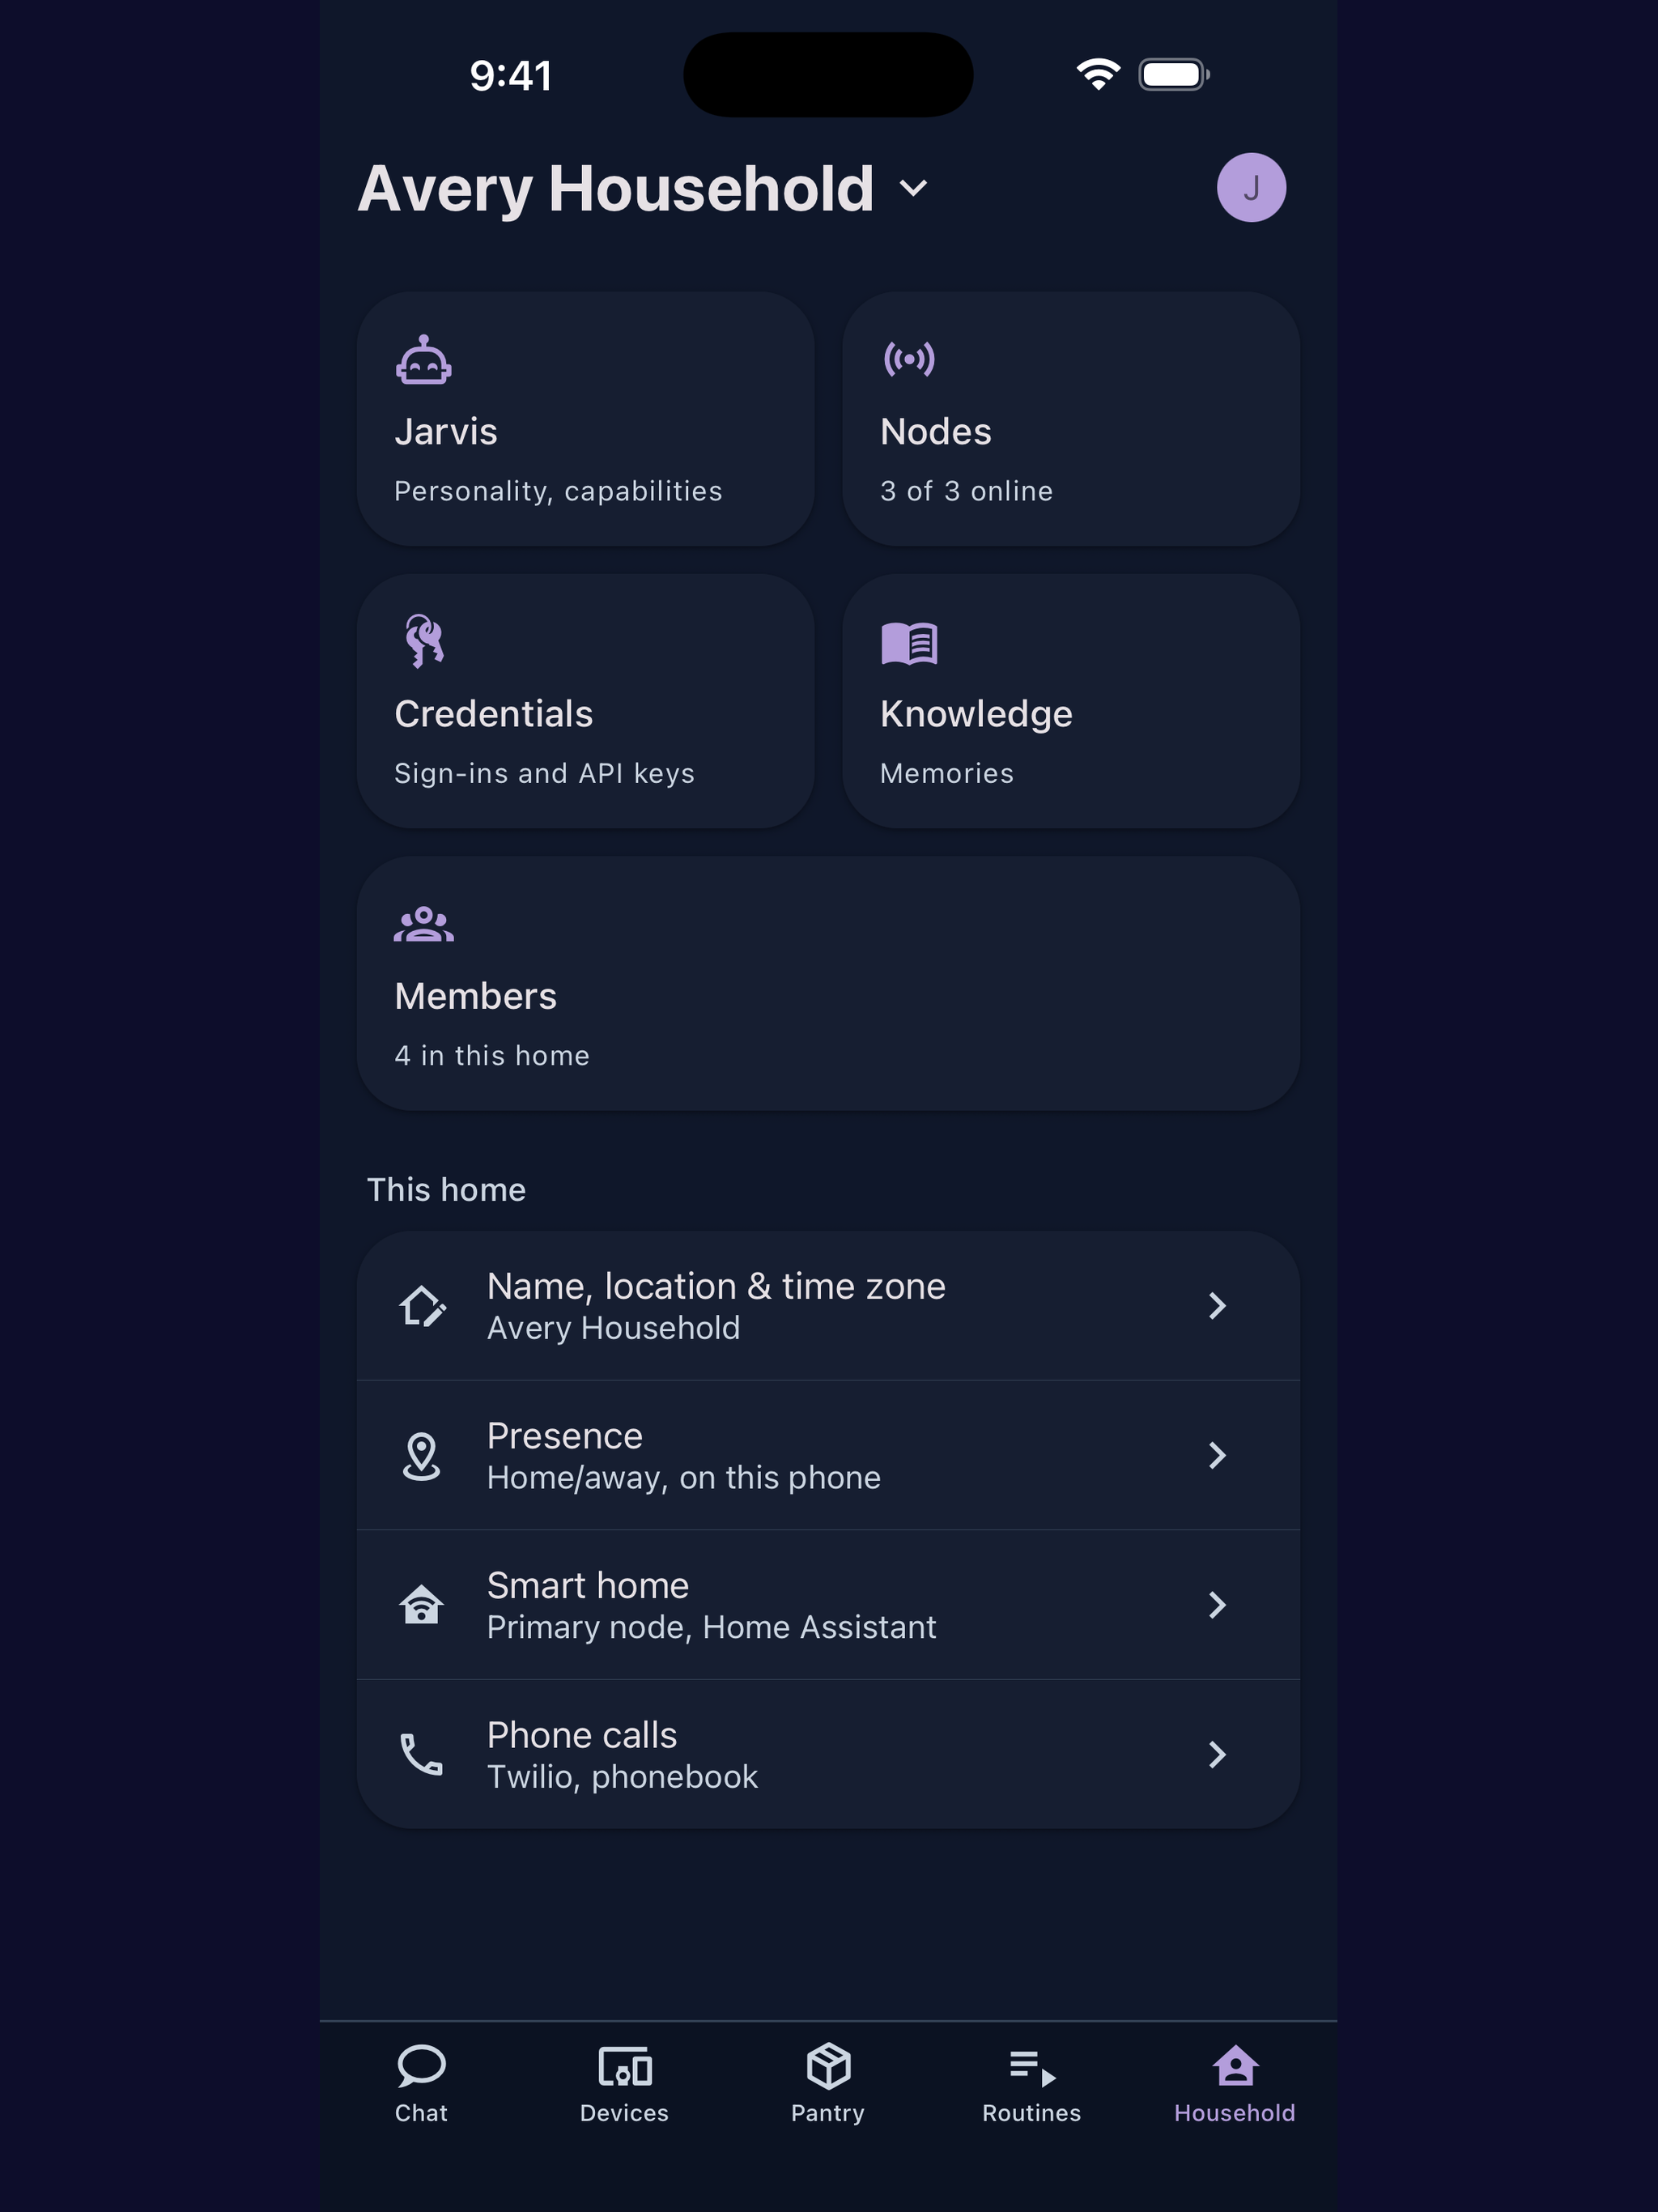 9:41
Avery Household
J
Jarvis
Personality, capabilities
Nodes
3 of 3 online
Credentials
Sign-ins and API keys
Knowledge
Memories
Members
4 in this home
This home
Name, location & time zone
Avery Household
Presence
Home/away, on this phone
Smart home
Primary node, Home Assistant
Phone calls
Twilio, phonebook
Chat
Devices
Pantry
Routines
Household